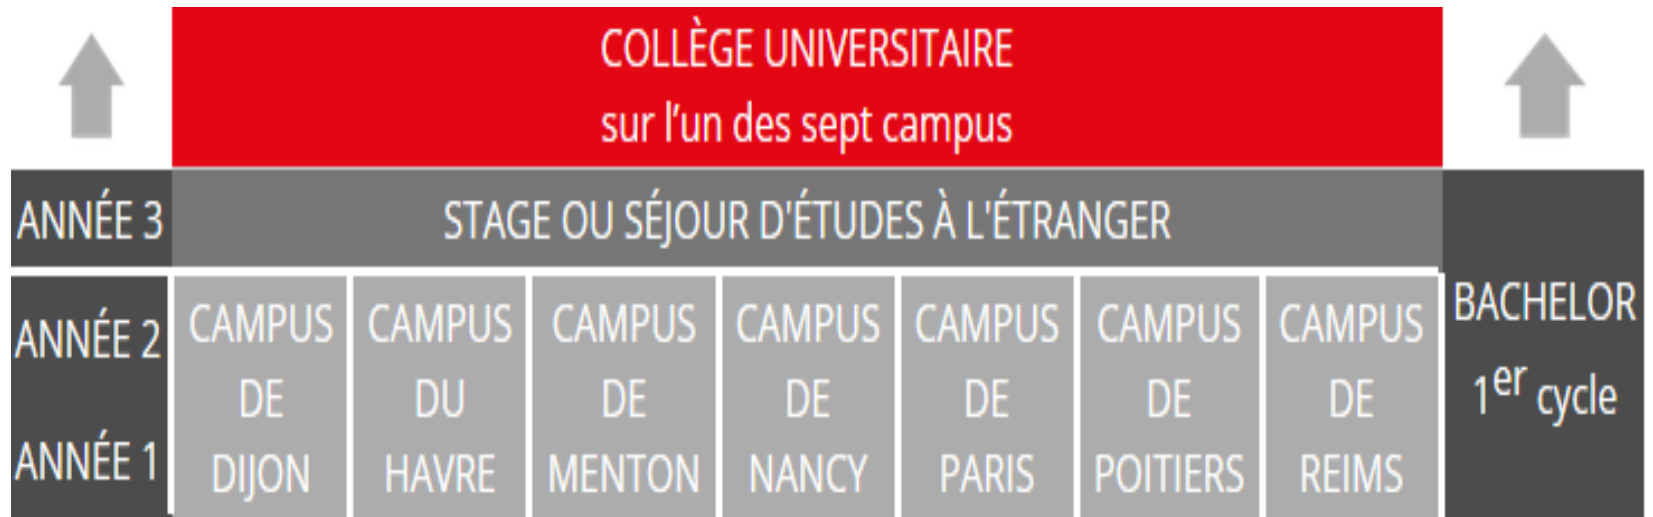 COLLÈGE UNIVERSITAIRE
sur l'un des sept campus
ANNÉE 3
STAGE OU SÉJOUR D'ÉTUDES À L'ÉTRANGER
ANNÉE 2
ANNÉE 1
CAMPUS
DE
DIJON
CAMPUS
DU
HAVRE
CAMPUS
DE
MENTON
CAMPUS
DE
NANCY
CAMPUS
DE
PARIS
CAMPUS
DE
POITIERS
CAMPUS
DE
REIMS
BACHELOR
1er cycle